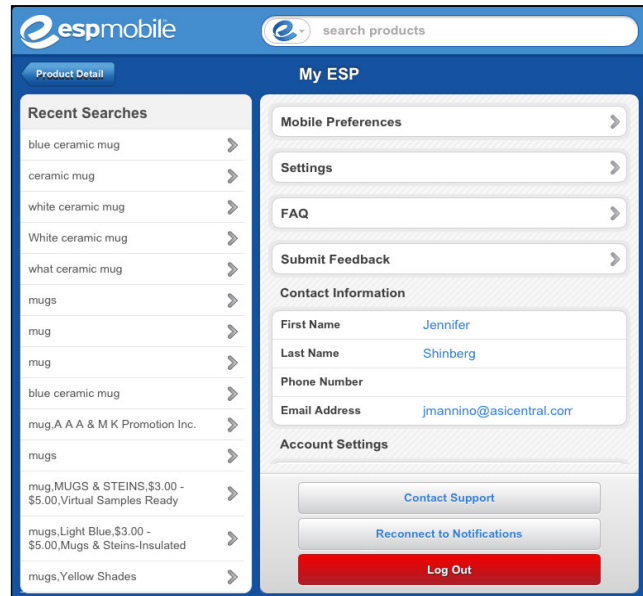 espmobile
search products
Product Detail
My ESP
Recent Searches
blue ceramic mug
ceramic mug
white ceramic mug
White ceramic mug
what ceramic mug
mugs
mug
mug
blue ceramic mug
mug,A A A & M K Promotion Inc.
mugs
mug,MUGS & STEINS,$3.00 -
$5.00,Virtual Samples Ready
mugs,Light Blue,$3.00 -
$5.00,Mugs & Steins-Insulated
mugs,Yellow Shades
Mobile Preferences
Settings
FAQ
Submit Feedback
Contact Information
First Name Jennifer
Last Name Shinberg
Phone Number
Email Address jmannino@asicentral.com
Account Settings
Contact Support
Reconnect to Notifications
Log Out